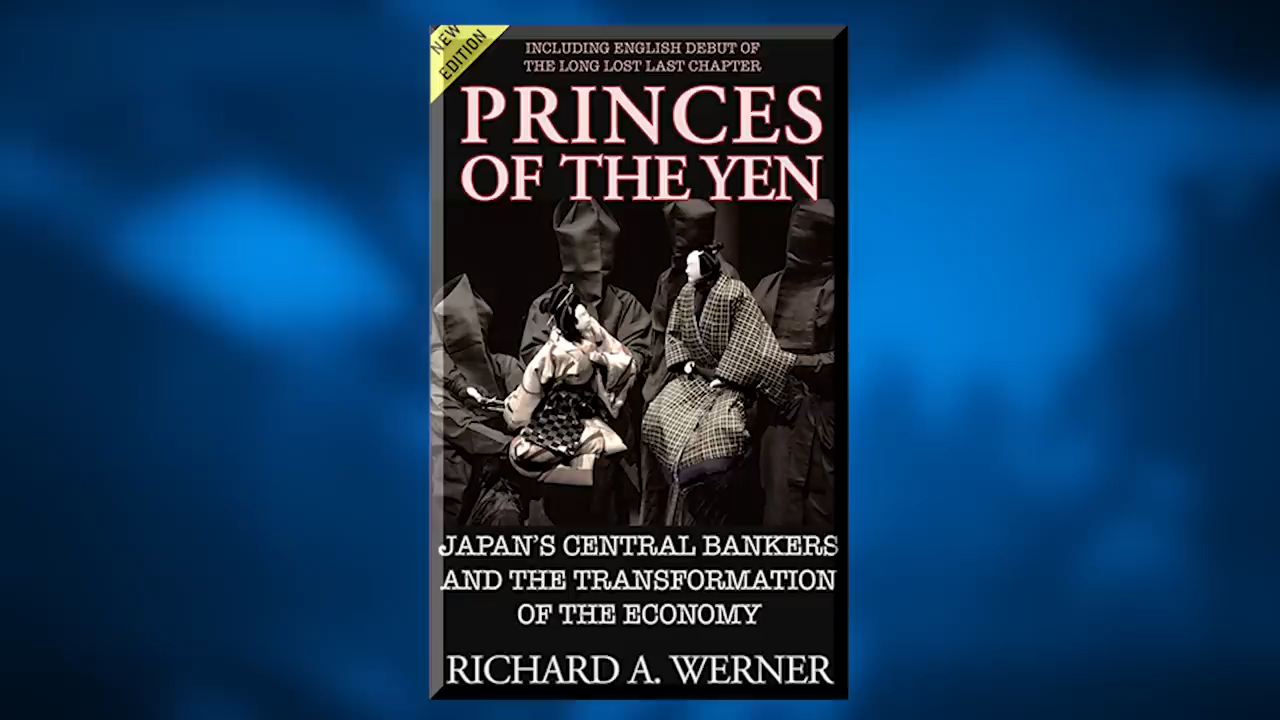 NEW
EDITION
INCLUDING ENGLISH DEBUT OF
THE LONG LOST LAST CHAPTER
PRINCES
OF THE YEN
JAPAN'S CENTRAL BANKERS
AND THE TRANSFORMATION
OF THE ECONOMY
RICHARD A. WERNER